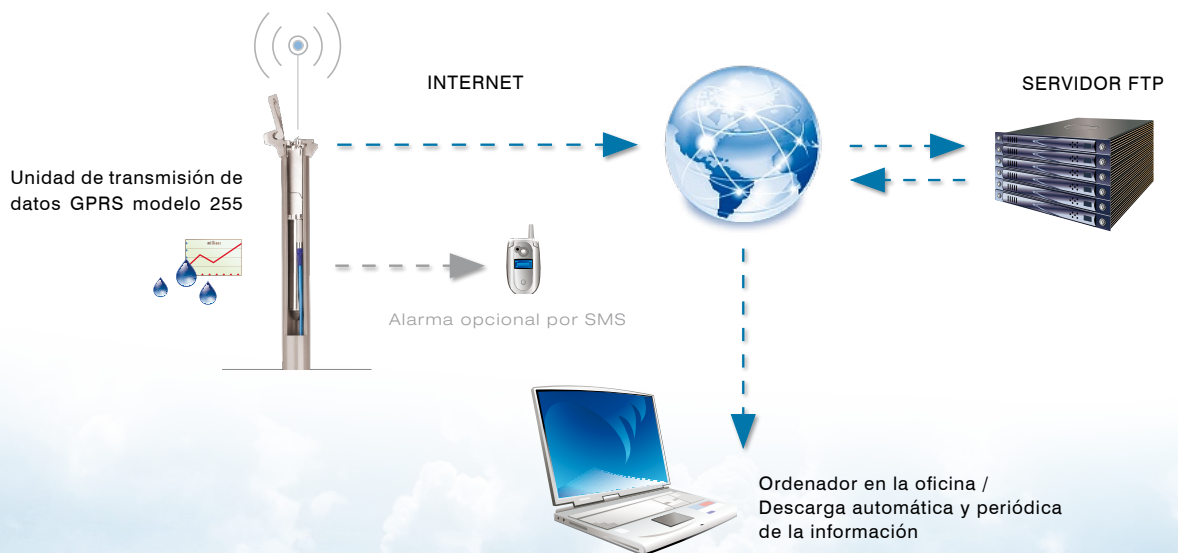 INTERNET
SERVIDOR FTP
Unidad de transmisión de
datos GPRS modelo 255
Alarma opcional por SMS
Ordenador en la oficina /
Descarga automática y periódica
de la información